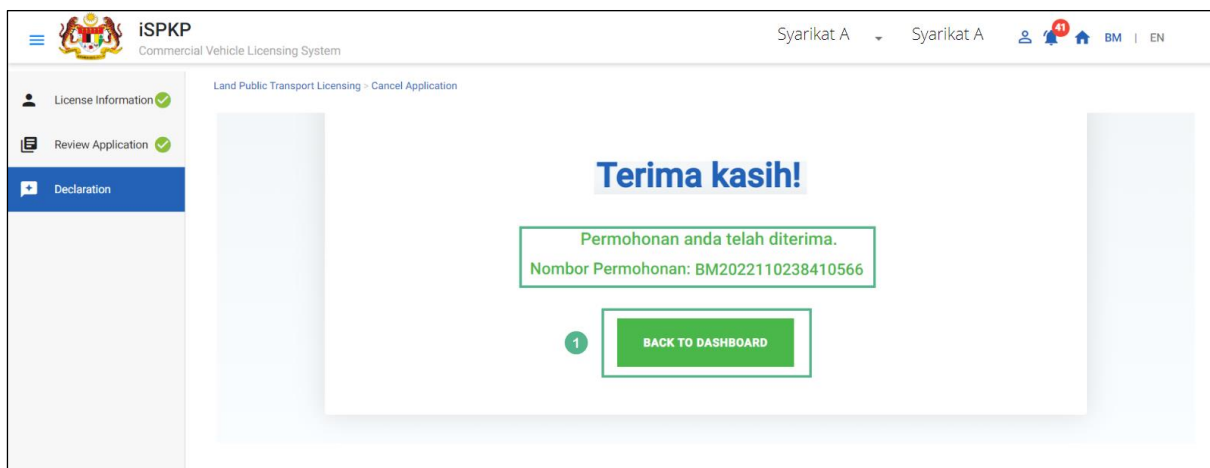 iSPKP
Commercial Vehicle Licensing System
Syarikat A
Syarikat A
41
BM | EN
License Information
Review Application
Declaration
Land Public Transport Licensing > Cancel Application
Terima kasih!
Permohonan anda telah diterima.
Nombor Permohonan: BM2022110238410566
1
BACK TO DASHBOARD